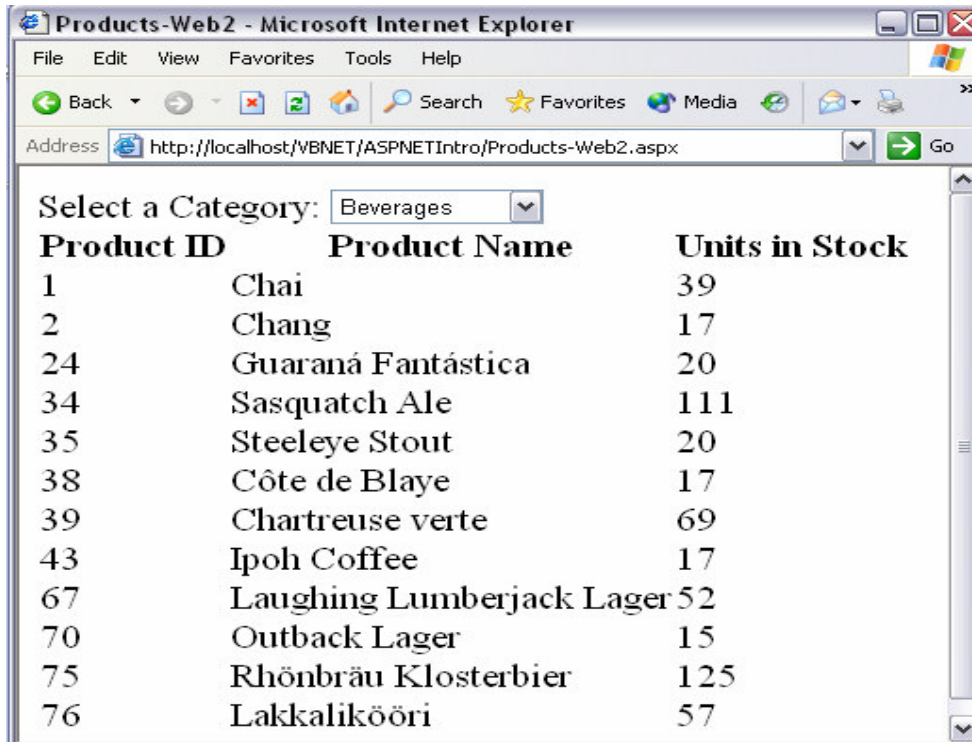 Products-Web2 - Microsoft Internet Explorer
File Edit View Favorites Tools Help
Back Search Favorites Media »
Address http://localhost/VBNET/ASPNETIntro/Products-Web2.aspx Go
Select a Category: Beverages
Product ID Product Name Units in Stock
1 Chai 39
2 Chang 17
24 Guaraná Fantástica 20
34 Sasquatch Ale 111
35 Steeleye Stout 20
38 Côte de Blaye 17
39 Chartreuse verte 69
43 Ipoh Coffee 17
67 Laughing Lumberjack Lager 52
70 Outback Lager 15
75 Rhönbräu Klosterbier 125
76 Lakkalikööri 57